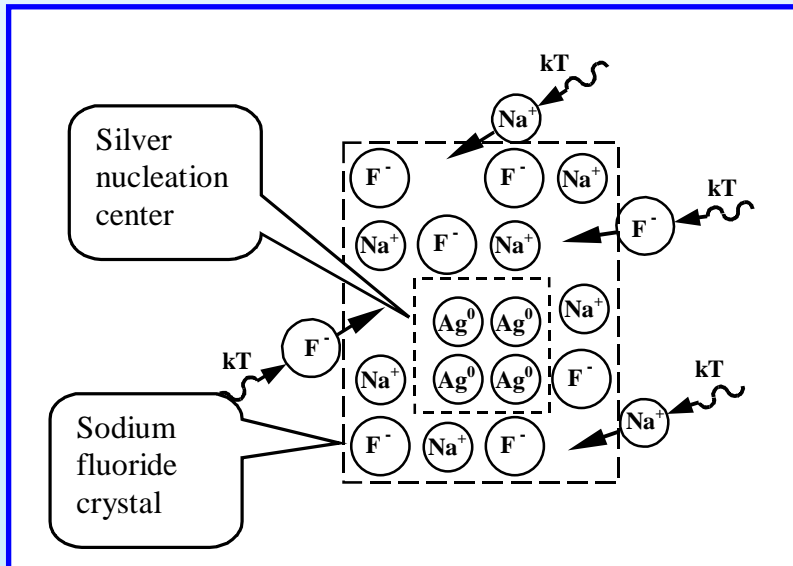 Silver
nucleation
center
kT
Na⁺
F⁻ F⁻ Na⁺
kT
Na⁺ F⁻ Na⁺ F⁻
Ag⁰ Ag⁰ Na⁺
F⁻
kT
Na⁺ Ag⁰ Ag⁰ F⁻
kT
Na⁺
F⁻ Na⁺ F⁻
Sodium
fluoride
crystal